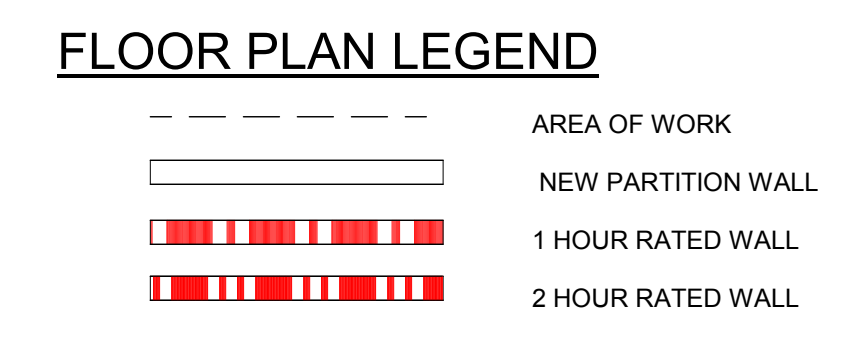 FLOOR PLAN LEGEND
AREA OF WORK
NEW PARTITION WALL
1 HOUR RATED WALL
2 HOUR RATED WALL